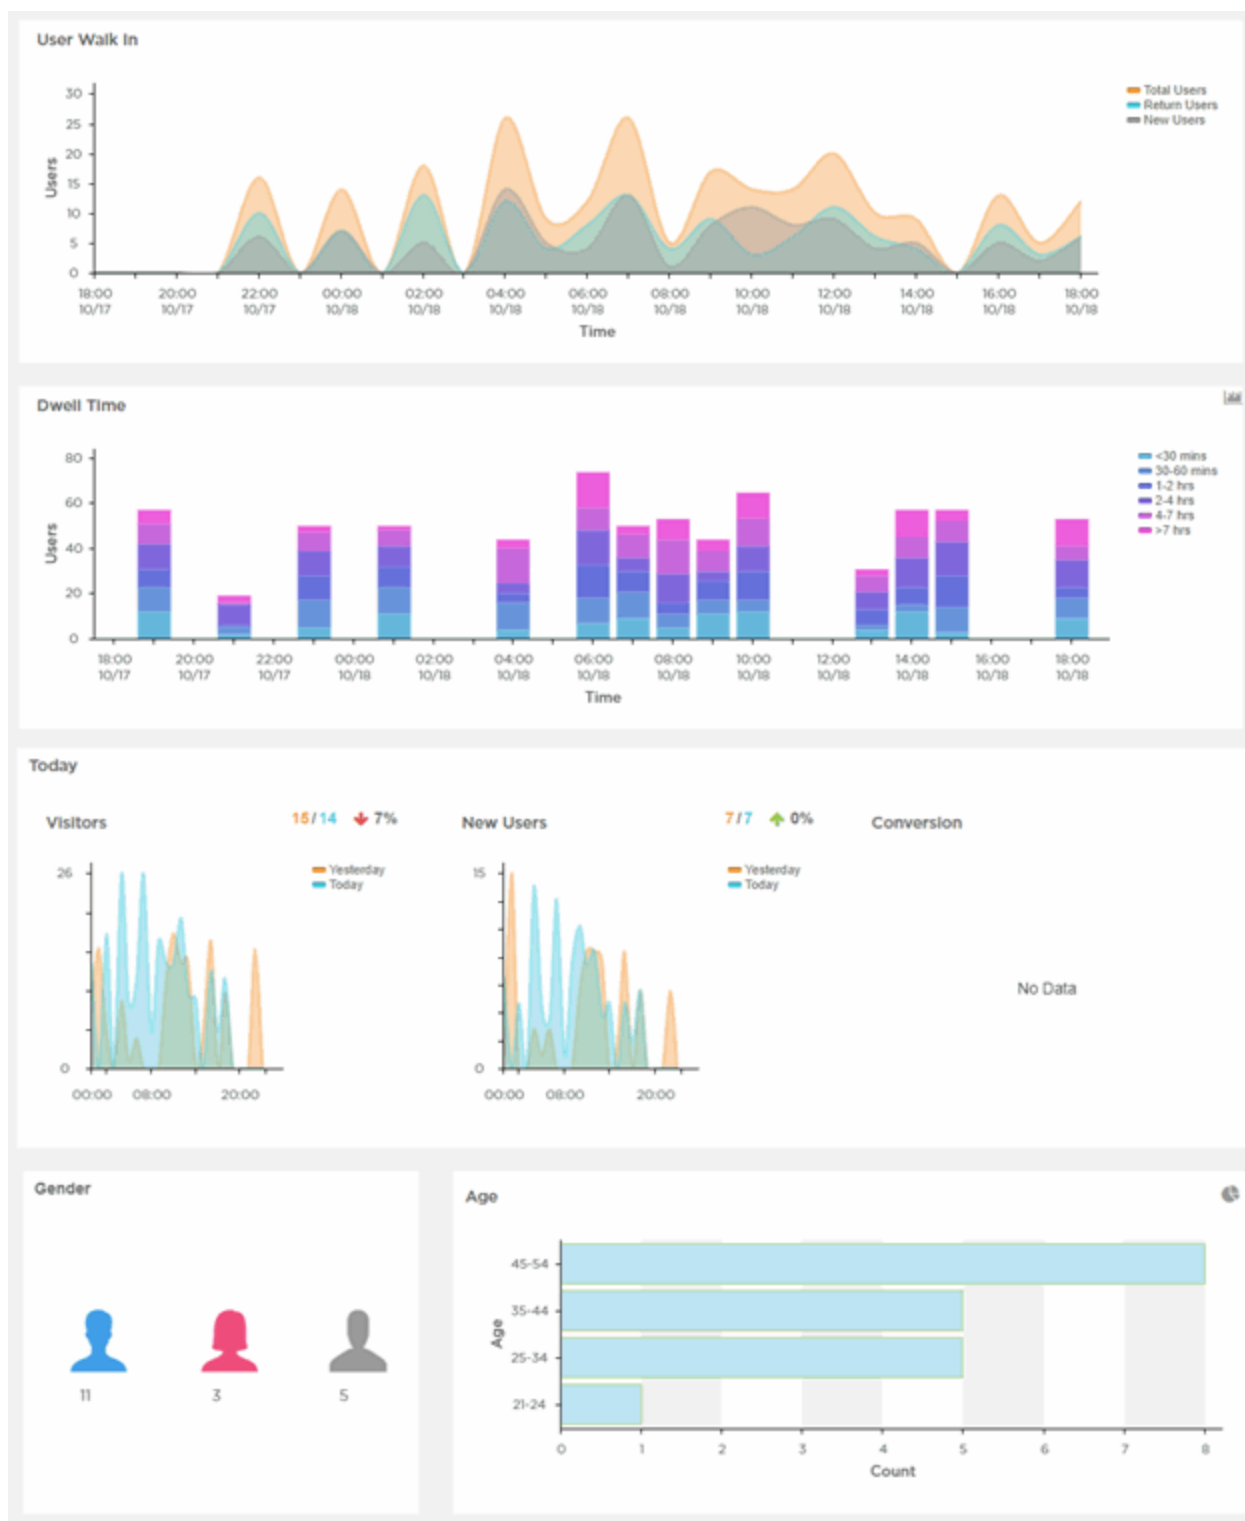 User Walk In
30
25
20
15
10
5
0
Users
18:00 20:00 22:00 00:00 02:00 04:00 06:00 08:00 10:00 12:00 14:00 16:00 18:00
10/17 10/17 10/17 10/18 10/18 10/18 10/18 10/18 10/18 10/18 10/18 10/18 10/18
Time
Total Users
Return Users
New Users
Dwell Time
80
60
40
20
0
Users
18:00 20:00 22:00 00:00 02:00 04:00 06:00 08:00 10:00 12:00 14:00 16:00 18:00
10/17 10/17 10/17 10/18 10/18 10/18 10/18 10/18 10/18 10/18 10/18 10/18 10/18
Time
<30 mins
30-60 mins
1-2 hrs
2-4 hrs
4-7 hrs
>7 hrs
Today
Visitors 15/14 7%
Yesterday
Today
26
0
00:00 08:00 20:00
New Users 7/7 0%
Yesterday
Today
15
0
00:00 08:00 20:00
Conversion
No Data
Gender
11 3 5
Age
45-54
35-44
25-34
21-24
Age
0 1 2 3 4 5 6 7 8
Count